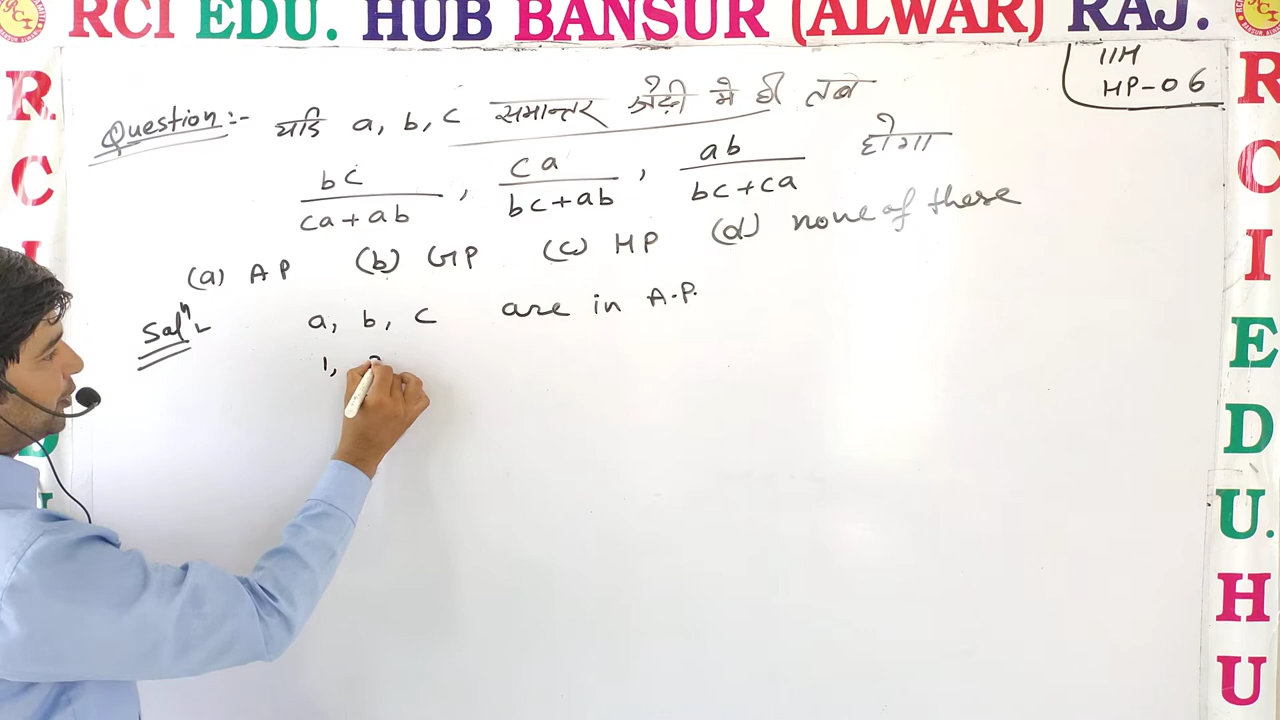 RCI EDU. HUB BANSUR (ALWAR) RAJ.
11H
HP-06
Question:- यदि a, b, c समान्तर श्रेढ़ी मे हो तब
bc/ca+ab , ca/bc+ab , ab/bc+ca होगा
(a) AP (b) GP (c) HP (d) none of these
Solⁿ:- a, b, c are in A.P.
1,
R.
C
I
E
D
U.
H
U